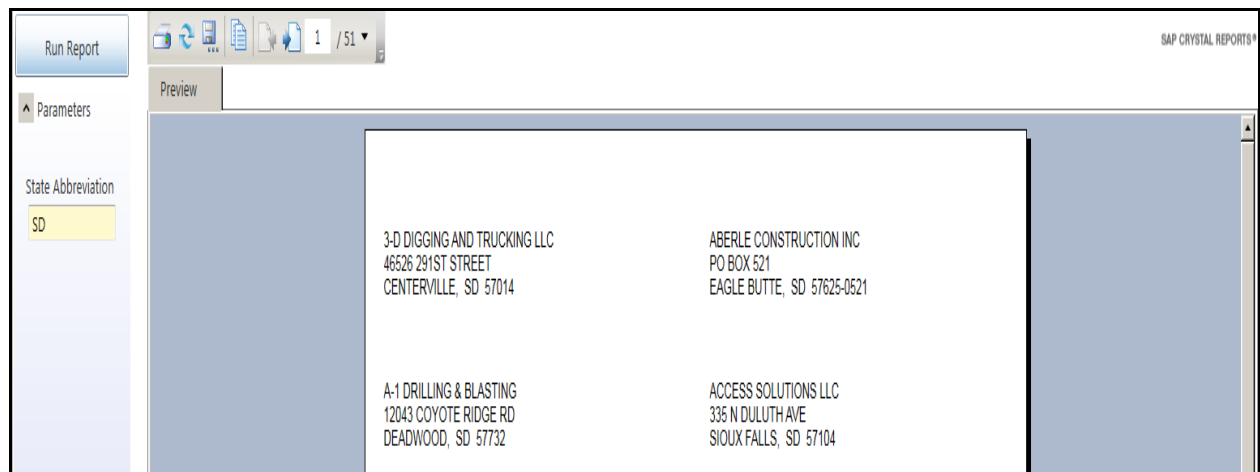 Run Report
1 / 51
SAP CRYSTAL REPORTS®
Preview
Parameters
State Abbreviation
SD
3-D DIGGING AND TRUCKING LLC
46526 291ST STREET
CENTERVILLE, SD 57014
ABERLE CONSTRUCTION INC
PO BOX 521
EAGLE BUTTE, SD 57625-0521
A-1 DRILLING & BLASTING
12043 COYOTE RIDGE RD
DEADWOOD, SD 57732
ACCESS SOLUTIONS LLC
335 N DULUTH AVE
SIOUX FALLS, SD 57104